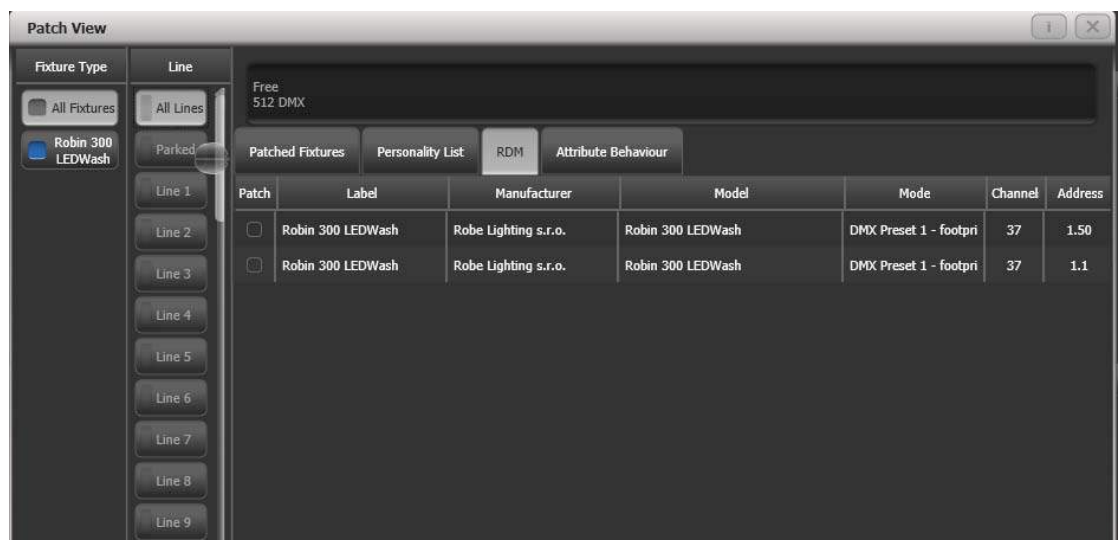 Patch View
i
X
Fixture Type
Line
All Fixtures
Robin 300
LEDWash
All Lines
Parked
Line 1
Line 2
Line 3
Line 4
Line 5
Line 6
Line 7
Line 8
Line 9
Free
512 DMX
Patched Fixtures Personality List RDM Attribute Behaviour
Patch Label Manufacturer Model Mode Channel Address
Robin 300 LEDWash Robe Lighting s.r.o. Robin 300 LEDWash DMX Preset 1 - footpri 37 1.50
Robin 300 LEDWash Robe Lighting s.r.o. Robin 300 LEDWash DMX Preset 1 - footpri 37 1.1